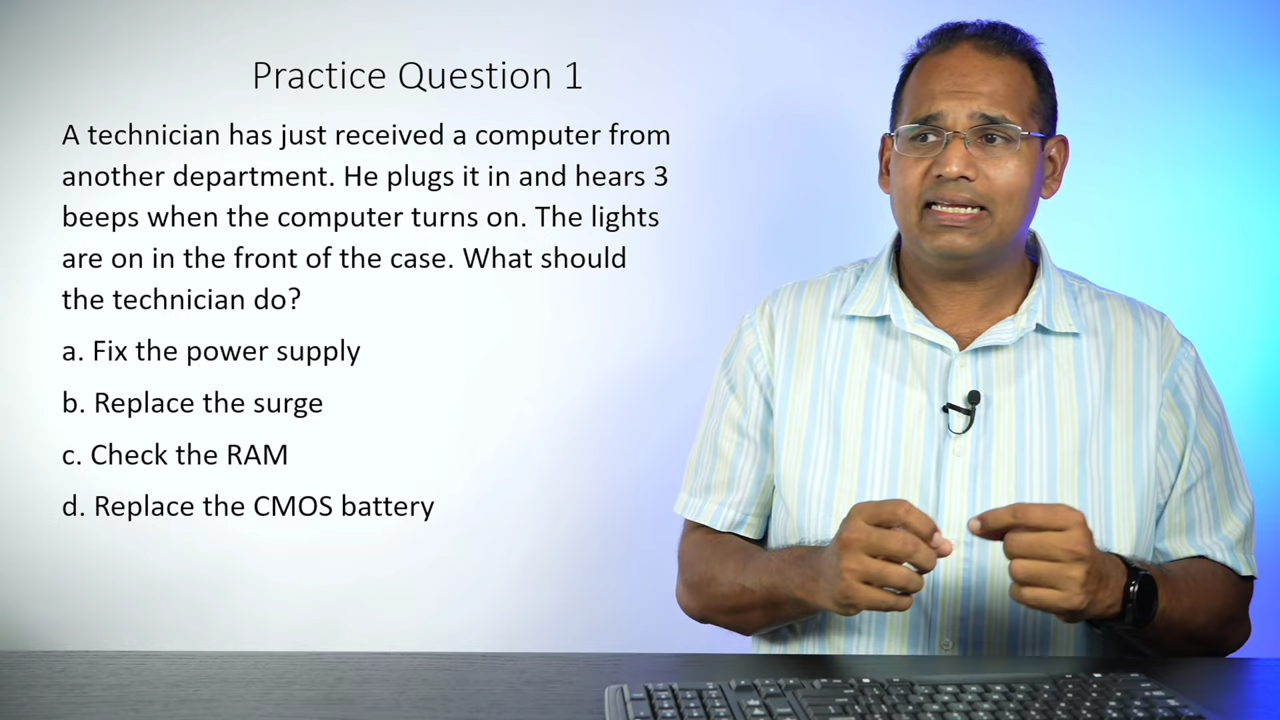 Practice Question 1
A technician has just received a computer from
another department. He plugs it in and hears 3
beeps when the computer turns on. The lights
are on in the front of the case. What should
the technician do?
a. Fix the power supply
b. Replace the surge
c. Check the RAM
d. Replace the CMOS battery